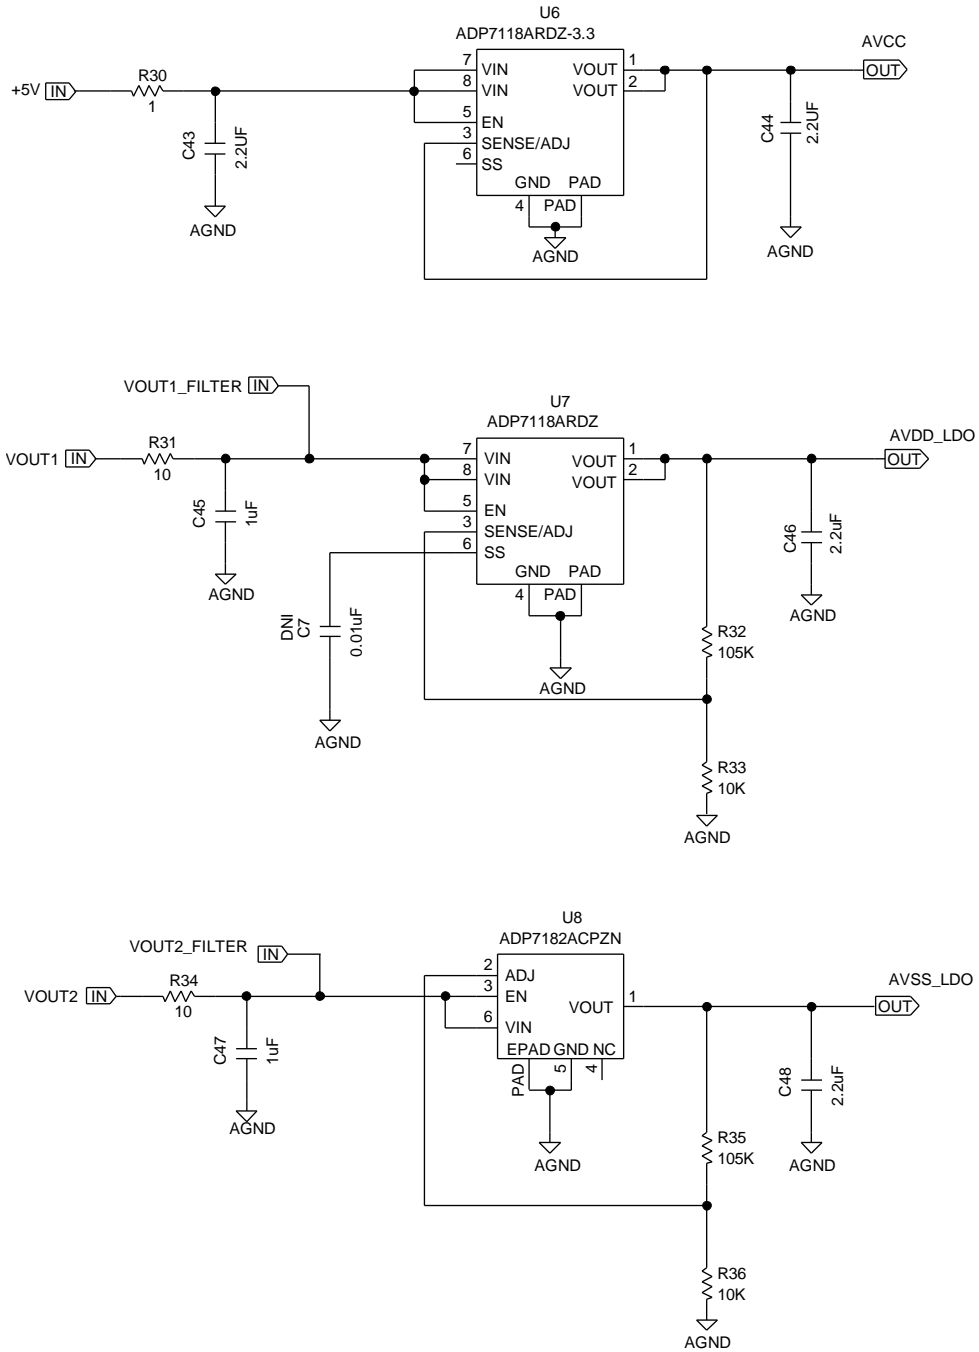 U6
ADP7118ARDZ-3.3
AVCC
+5V IN
R30
1
C43
2.2UF
AGND
7 VIN
8 VIN
5 EN
3 SENSE/ADJ
6 SS
VOUT 1
VOUT 2
GND PAD
4 PAD
AGND
OUT
C44
2.2UF
AGND
VOUT1_FILTER IN
U7
ADP7118ARDZ
AVDD_LDO
VOUT1 IN
R31
10
C45
1uF
AGND
7 VIN
8 VIN
5 EN
3 SENSE/ADJ
6 SS
VOUT 1
VOUT 2
GND PAD
4 PAD
AGND
OUT
C46
2.2uF
AGND
DNI
C7
0.01uF
AGND
R32
105K
R33
10K
AGND
U8
ADP7182ACPZN
VOUT2_FILTER IN
AVSS_LDO
VOUT2 IN
R34
10
C47
1uF
AGND
2 ADJ
3 EN
6 VIN
VOUT 1
EPAD GND NC
PAD 5 4
AGND
OUT
C48
2.2uF
AGND
R35
105K
R36
10K
AGND